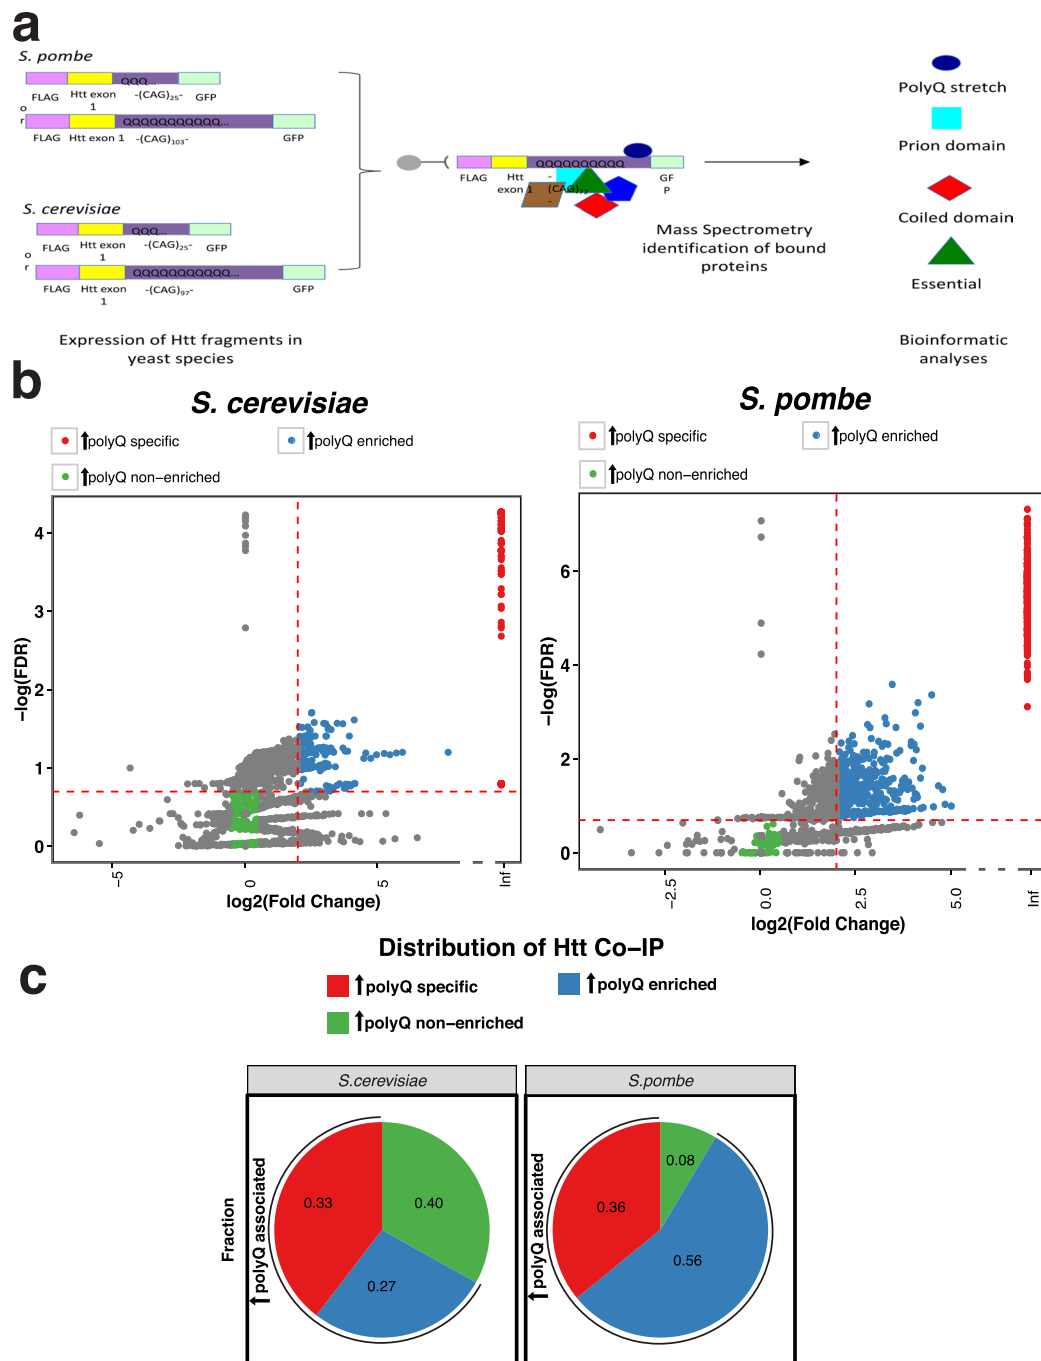 a
S. pombe
QQQ...
FLAG
Htt exon
1
-(CAG)25-
GFP
o
r
QQQQQQQQQQQ...
FLAG
Htt exon 1
-(CAG)103-
GFP
S. cerevisiae
QQQ...
FLAG
Htt exon
1
-(CAG)25-
GFP
o
r
QQQQQQQQQQQ...
FLAG
Htt exon
1
-(CAG)97-
GFP
Expression of Htt fragments in
yeast species
QQQQQQQQQQ
FLAG
Htt
exon 1
-
(CAG)
-
GF
P
Mass Spectrometry
identification of bound
proteins
PolyQ stretch
Prion domain
Coiled domain
Essential
Bioinformatic
analyses
b
S. cerevisiae
↑polyQ specific
↑polyQ enriched
↑polyQ non−enriched
−log(FDR)
4
3
2
1
0
−5
0
5
Inf
log2(Fold Change)
S. pombe
↑polyQ specific
↑polyQ enriched
↑polyQ non−enriched
−log(FDR)
6
4
2
0
−2.5
0.0
2.5
5.0
Inf
log2(Fold Change)
c
Distribution of Htt Co−IP
↑polyQ specific
↑polyQ enriched
↑polyQ non−enriched
S.cerevisiae
S.pombe
Fraction
↑polyQ associated
0.33
0.40
0.27
↑polyQ associated
0.08
0.36
0.56